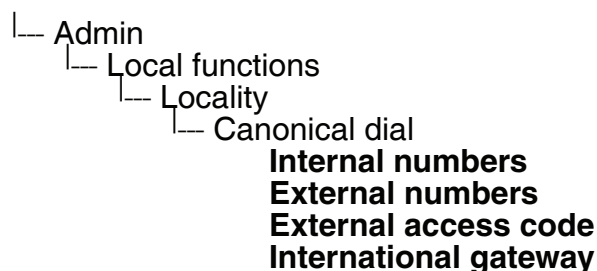 Admin
Local functions
Locality
Canonical dial
Internal numbers
External numbers
External access code
International gateway